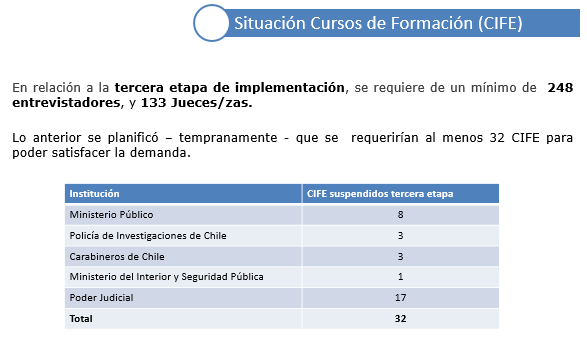 Situación Cursos de Formación (CIFE)
En relación a la tercera etapa de implementación, se requiere de un mínimo de 248
entrevistadores, y 133 Jueces/zas.
Lo anterior se planificó – tempranamente - que se requerirían al menos 32 CIFE para
poder satisfacer la demanda.
Institución CIFE suspendidos tercera etapa
Ministerio Público 8
Policía de Investigaciones de Chile 3
Carabineros de Chile 3
Ministerio del Interior y Seguridad Pública 1
Poder Judicial 17
Total 32